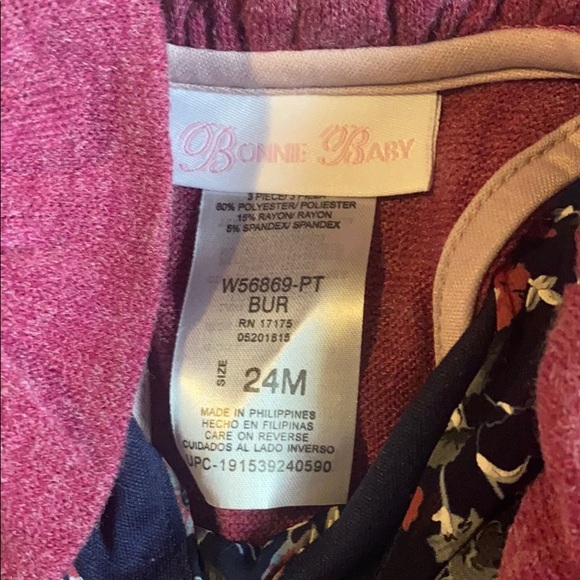 BONNIE BABY
3 PIECE/ 3
80% POLYESTER/ POLIESTER
15% RAYON/ RAYON
5% SPANDEX/ SPANDEX
W56869-PT
BUR
RN 17175
05201815
SIZE 24M
MADE IN PHILIPPINES
HECHO EN FILIPINAS
CARE ON REVERSE
CUIDADOS AL LADO INVERSO
UPC-191539240590